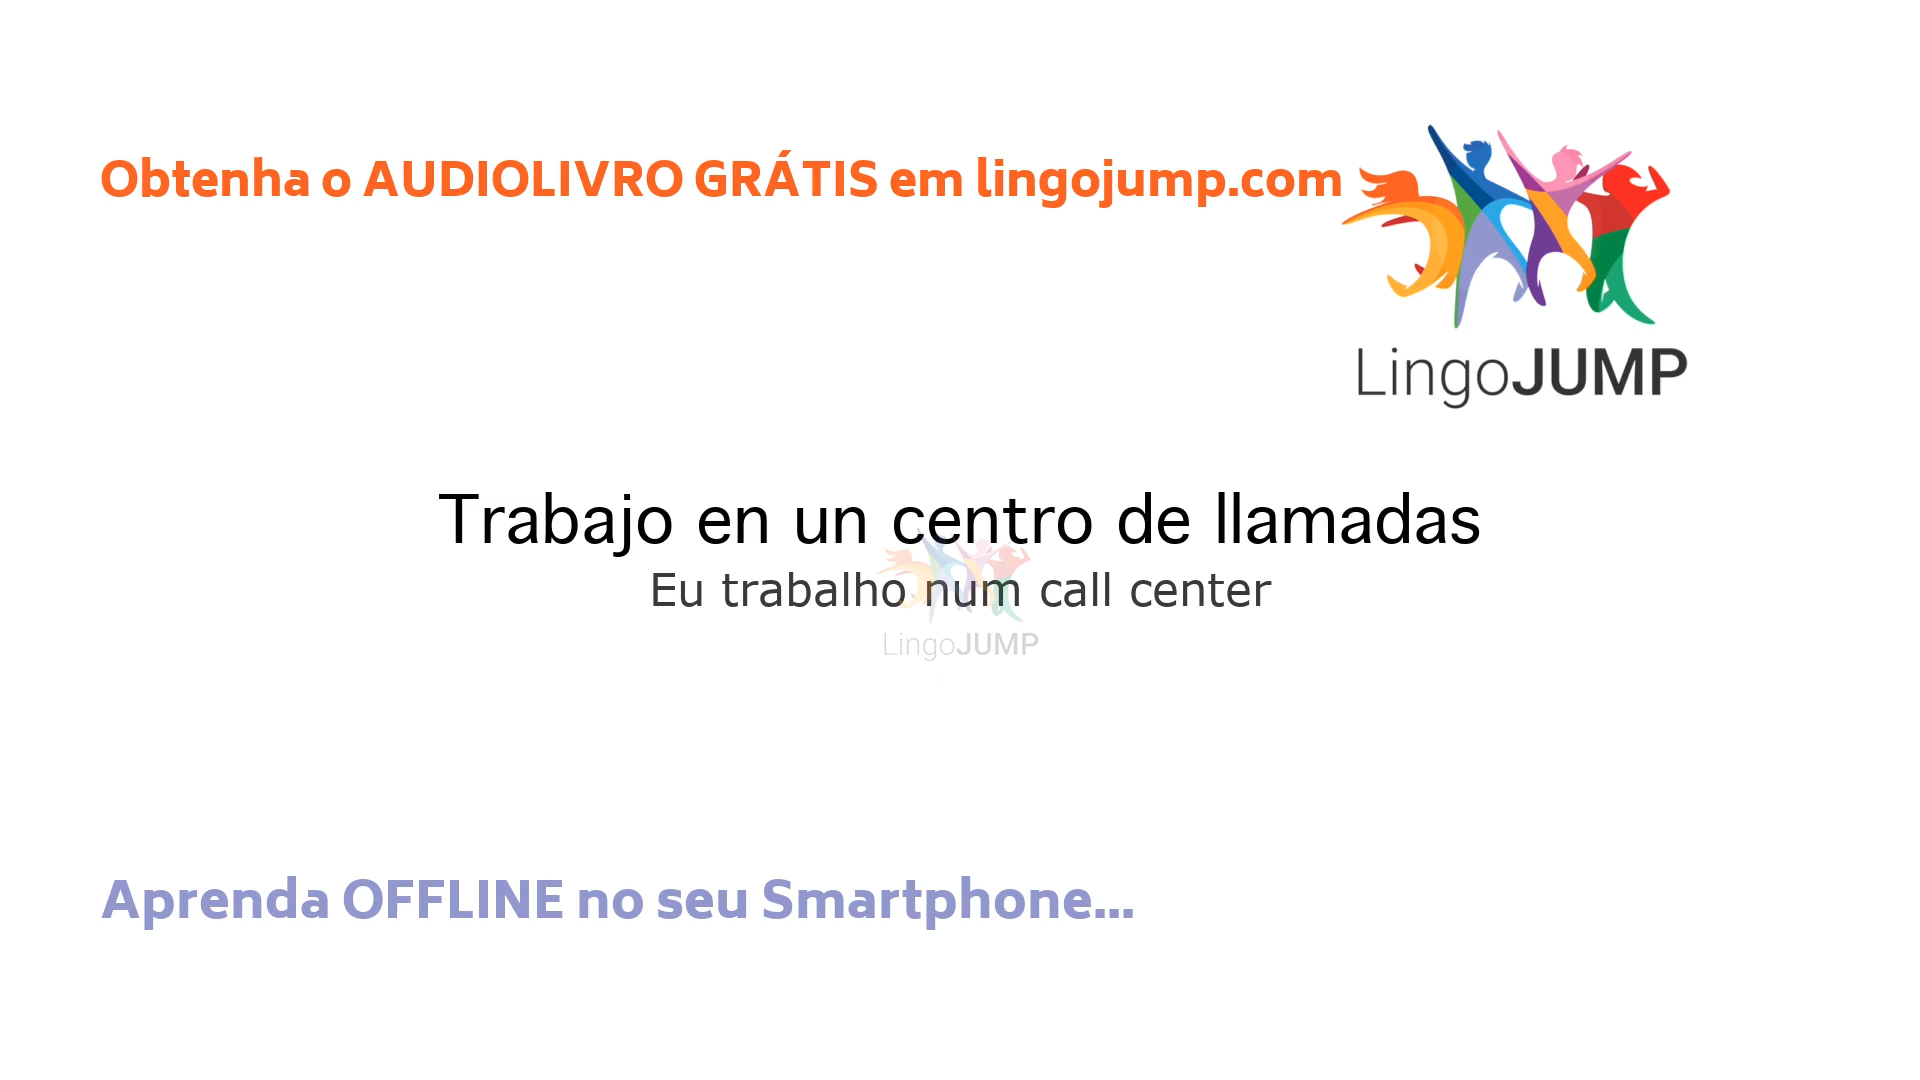 Obtenha o AUDIOLIVRO GRÁTIS em lingojump.com
LingoJUMP
Trabajo en un centro de llamadas
Eu trabalho num call center
LingoJUMP
Aprenda OFFLINE no seu Smartphone...